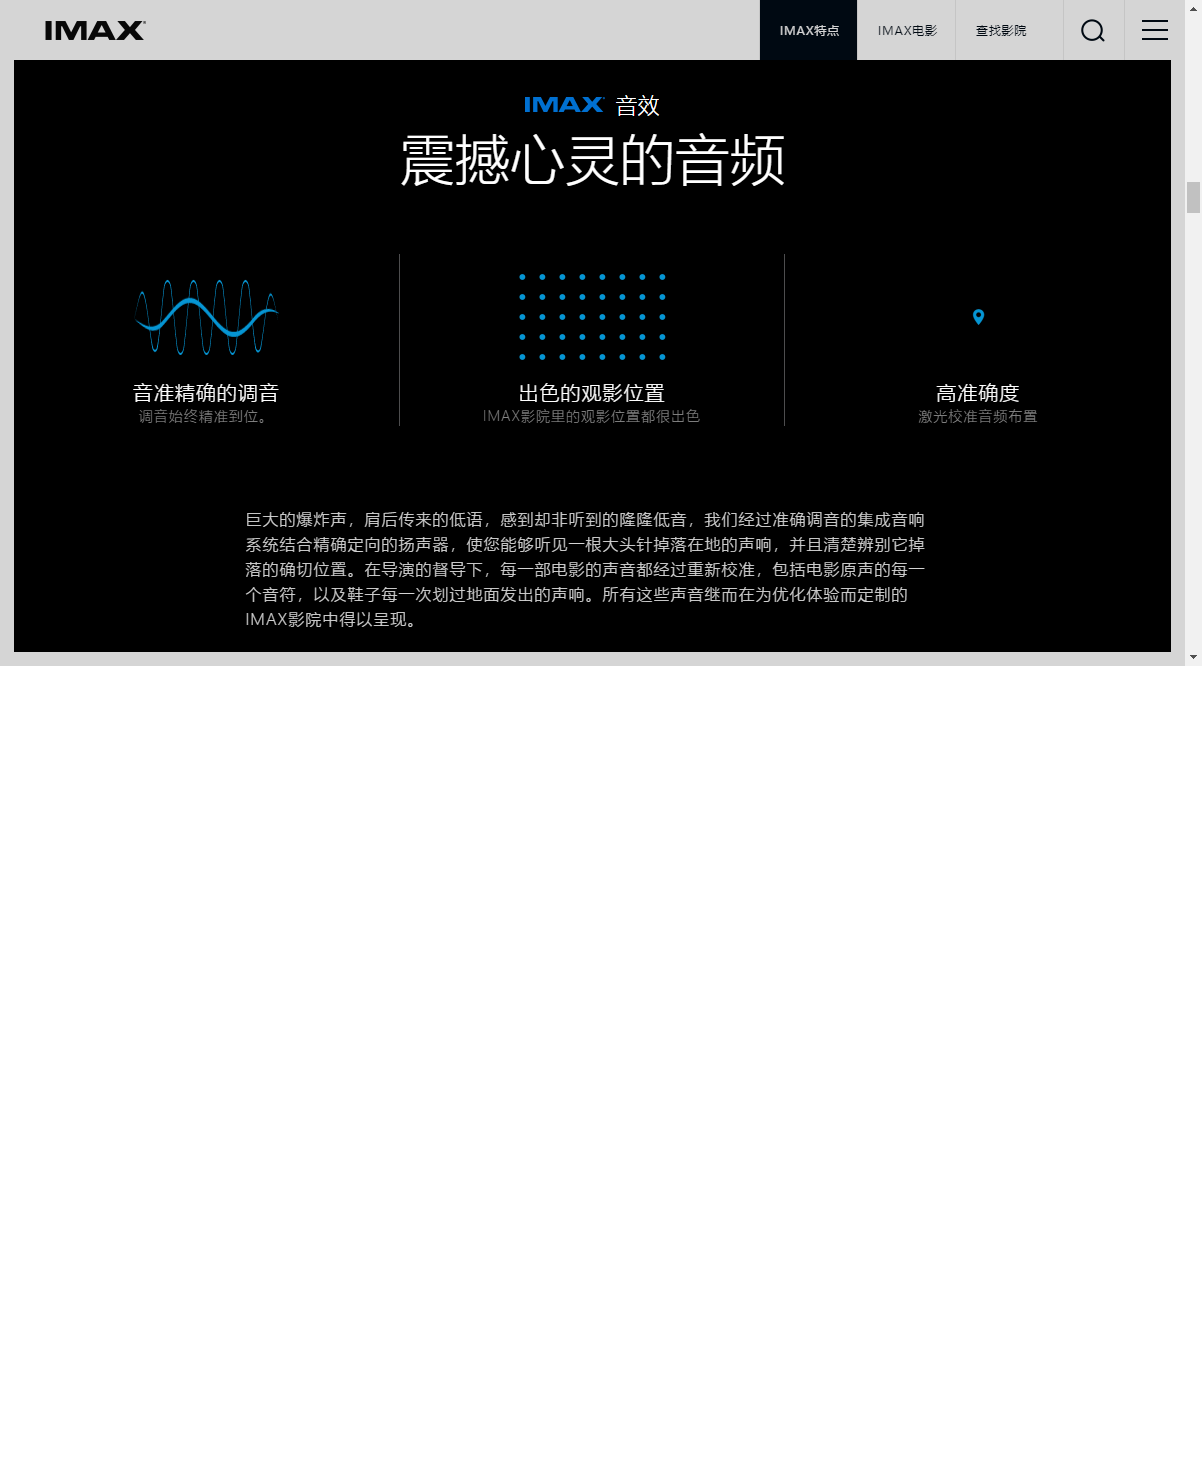 IMAX®
IMAX特点
IMAX电影
查找影院
IMAX® 音效
震撼心灵的音频
音准精确的调音
调音始终精准到位。
出色的观影位置
IMAX影院里的观影位置都很出色
高准确度
激光校准音频布置
巨大的爆炸声，肩后传来的低语，感到却非听到的隆隆低音，我们经过准确调音的集成音响
系统结合精确定向的扬声器，使您能够听见一根大头针掉落在地的声响，并且清楚辨别它掉
落的确切位置。在导演的督导下，每一部电影的声音都经过重新校准，包括电影原声的每一
个音符，以及鞋子每一次划过地面发出的声响。所有这些声音继而在为优化体验而定制的
IMAX影院中得以呈现。